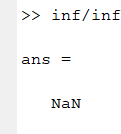 >> inf/inf
ans =
NaN